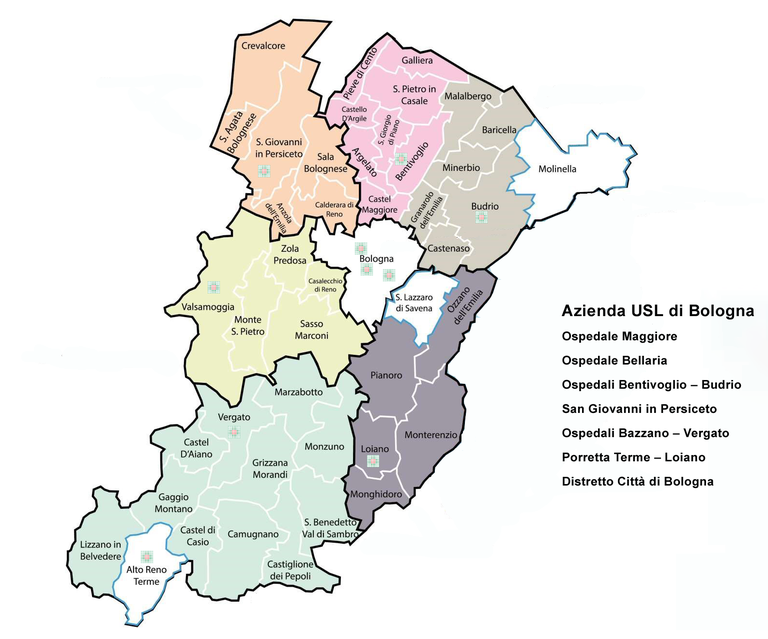 Crevalcore
S. Agata
Bolognese
S. Giovanni
in Persiceto
Sala
Bolognese
Anzola
dell'Emilia
Calderara di
Reno
Pieve di Cento
Galliera
S. Pietro in
Casale
Castello
D'Argile
S. Giorgio
di Piano
Argelato
Bentivoglio
Castel
Maggiore
Malalbergo
Baricella
Minerbio
Granarolo
dell'Emilia
Budrio
Castenaso
Molinella
Zola
Predosa
Casalecchio
di Reno
Valsamoggia
Monte
S. Pietro
Sasso
Marconi
Bologna
S. Lazzaro
di Savena
Ozzano
dell'Emilia
Pianoro
Loiano
Monterenzio
Monghidoro
Marzabotto
Vergato
Castel
D'Aiano
Monzuno
Grizzana
Morandi
Gaggio
Montano
Castel di
Casio
Camugnano
S. Benedetto
Val di Sambro
Castiglione
dei Pepoli
Lizzano in
Belvedere
Alto Reno
Terme
Azienda USL di Bologna
Ospedale Maggiore
Ospedale Bellaria
Ospedali Bentivoglio – Budrio
San Giovanni in Persiceto
Ospedali Bazzano – Vergato
Porretta Terme – Loiano
Distretto Città di Bologna